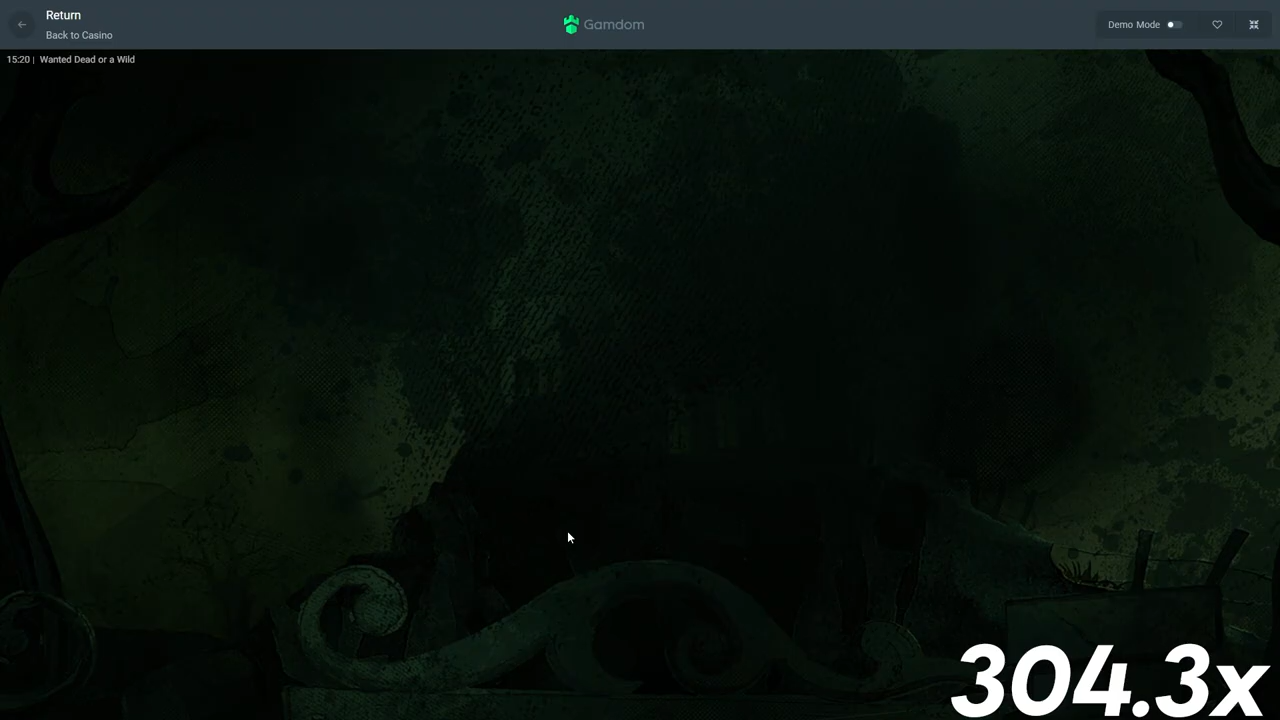 Return
Back to Casino
Gamdom
Demo Mode
15:20 | Wanted Dead or a Wild
304.3x